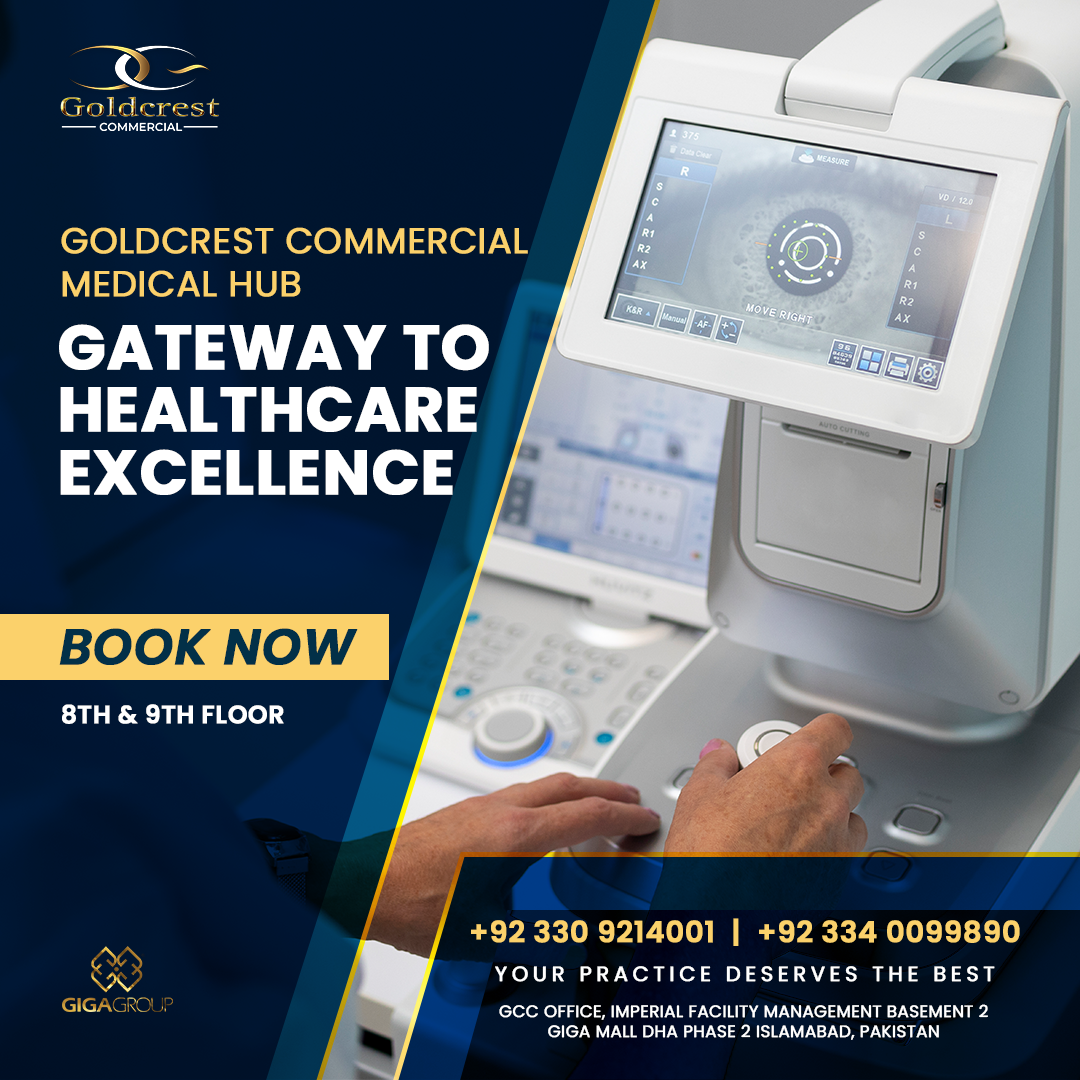 Goldcrest
COMMERCIAL
GOLDCREST COMMERCIAL
MEDICAL HUB
GATEWAY TO
HEALTHCARE
EXCELLENCE
BOOK NOW
8TH & 9TH FLOOR
375
Data Clear
MEASURE
R
S
C
A
R1
R2
AX
VD / 12.0
L
S
C
A
R1
R2
AX
MOVE RIGHT
K&R
Manual
AF
AUTO CUTTING
+92 330 9214001 | +92 334 0099890
YOUR PRACTICE DESERVES THE BEST
GCC OFFICE, IMPERIAL FACILITY MANAGEMENT BASEMENT 2
GIGA MALL DHA PHASE 2 ISLAMABAD, PAKISTAN
GIGAGROUP